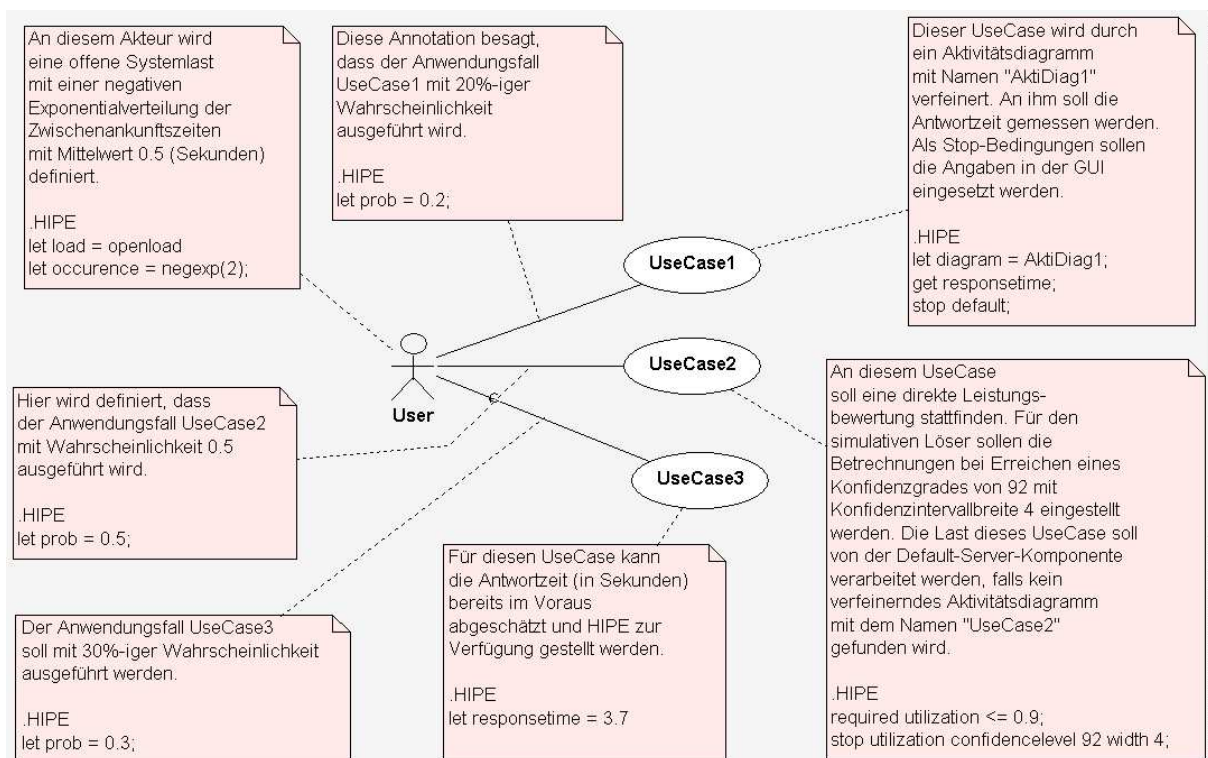 An diesem Akteur wird
eine offene Systemlast
mit einer negativen
Exponentialverteilung der
Zwischenankunftszeiten
mit Mittelwert 0.5 (Sekunden)
definiert.
.HIPE
let load = openload
let occurence = negexp(2);
Diese Annotation besagt,
dass der Anwendungsfall
UseCase1 mit 20%-iger
Wahrscheinlichkeit
ausgeführt wird.
.HIPE
let prob = 0.2;
Dieser UseCase wird durch
ein Aktivitätsdiagramm
mit Namen "AktiDiag1"
verfeinert. An ihm soll die
Antwortzeit gemessen werden.
Als Stop-Bedingungen sollen
die Angaben in der GUI
eingesetzt werden.
.HIPE
let diagram = AktiDiag1;
get responsetime;
stop default;
UseCase1
UseCase2
User
UseCase3
Hier wird definiert, dass
der Anwendungsfall UseCase2
mit Wahrscheinlichkeit 0.5
ausgeführt wird.
.HIPE
let prob = 0.5;
An diesem UseCase
soll eine direkte Leistungs-
bewertung stattfinden. Für den
simulativen Löser sollen die
Betrechnungen bei Erreichen eines
Konfidenzgrades von 92 mit
Konfidenzintervallbreite 4 eingestellt
werden. Die Last dieses UseCase soll
von der Default-Server-Komponente
verarbeitet werden, falls kein
verfeinerndes Aktivitätsdiagramm
mit dem Namen "UseCase2"
gefunden wird.
.HIPE
required utilization <= 0.9;
stop utilization confidencelevel 92 width 4;
Der Anwendungsfall UseCase3
soll mit 30%-iger Wahrscheinlichkeit
ausgeführt werden.
.HIPE
let prob = 0.3;
Für diesen UseCase kann
die Antwortzeit (in Sekunden)
bereits im Voraus
abgeschätzt und HIPE zur
Verfügung gestellt werden.
.HIPE
let responsetime = 3.7